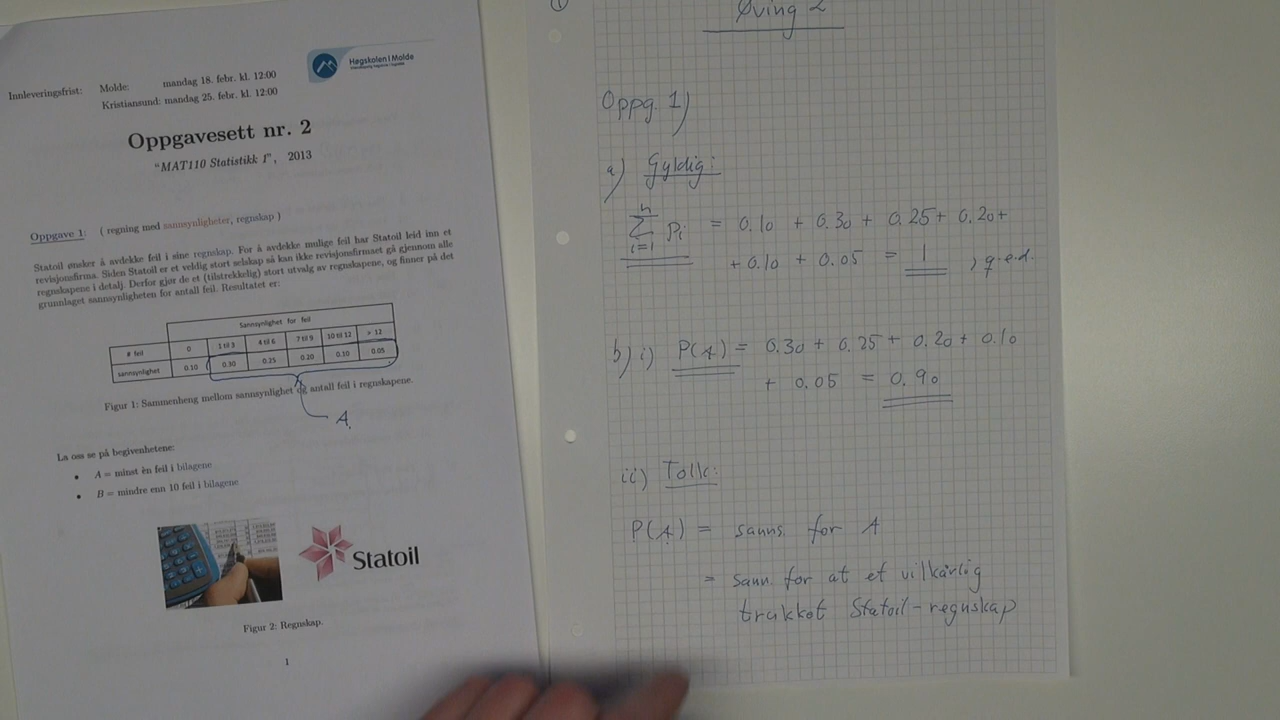 Innleveringsfrist: Molde: mandag 18. febr. kl. 12:00
Kristiansund: mandag 25. febr. kl. 12:00
Høgskolen i Molde
Oppgavesett nr. 2
"MAT110 Statistikk 1", 2013
Oppgave 1: ( regning med sannsynligheter, regnskap )
Statoil ønsker å avdekke feil i sine regnskap. For å avdekke mulige feil har Statoil leid inn et
revisjonsfirma. Siden Statoil er et veldig stort selskap så kan ikke revisjonsfirmaet gå gjennom alle
regnskapene i detalj. Derfor gjør de et (tilstrekkelig) stort utvalg av regnskapene, og finner på det
grunnlaget sannsynligheten for antall feil. Resultatet er:
Sannsynlighet for feil
# feil 0 1 til 3 4 til 6 7 til 9 10 til 12 > 12
sannsynlighet 0.10 0.30 0.25 0.20 0.10 0.05
Figur 1: Sammenheng mellom sannsynlighet og antall feil i regnskapene.
A
La oss se på begivenhetene:
• A = minst èn feil i bilagene
• B = mindre enn 10 feil i bilagene
Statoil
Figur 2: Regnskap.
1
①
Øving 2
Oppg. 1)
a) Gyldig:
n
∑ pi = 0.10 + 0.30 + 0.25 + 0.20 +
i=1
+ 0.10 + 0.05 = 1 , q.e.d.
b) i) P(A) = 0.30 + 0.25 + 0.20 + 0.10
+ 0.05 = 0.90
ii) Tolk:
P(A) = sanns. for A
= sann. for at et vilkårlig
trukket Statoil-regnskap